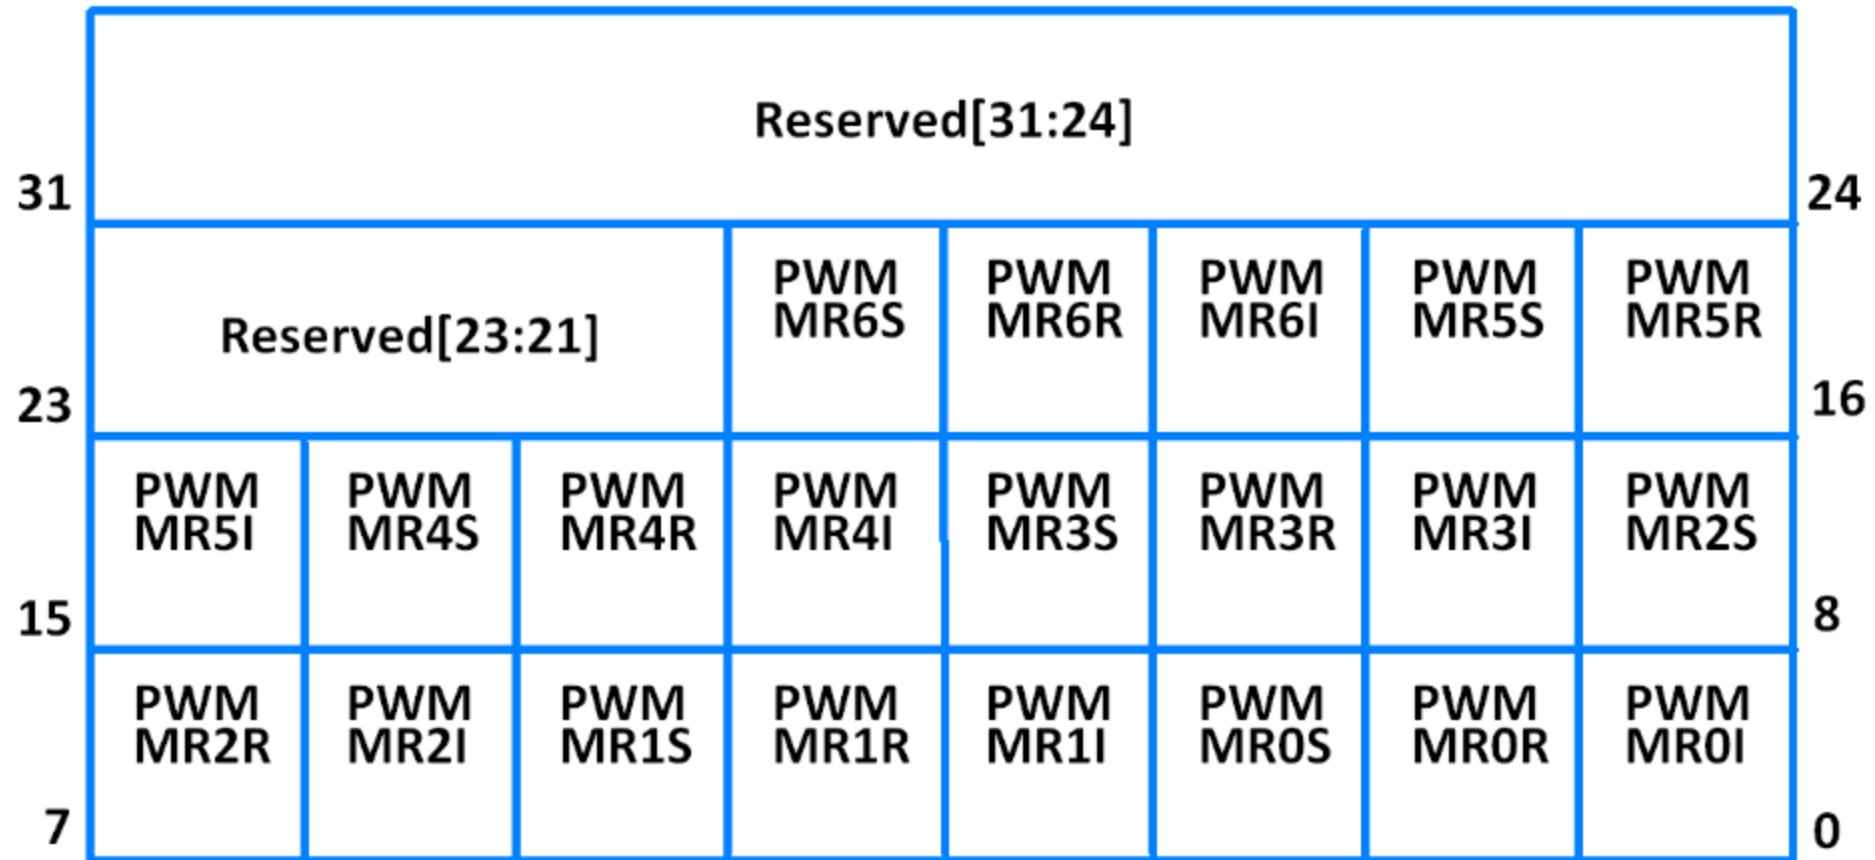 Reserved[31:24]
31
24
Reserved[23:21]
PWM
MR6S
PWM
MR6R
PWM
MR6I
PWM
MR5S
PWM
MR5R
23
16
PWM
MR5I
PWM
MR4S
PWM
MR4R
PWM
MR4I
PWM
MR3S
PWM
MR3R
PWM
MR3I
PWM
MR2S
15
8
PWM
MR2R
PWM
MR2I
PWM
MR1S
PWM
MR1R
PWM
MR1I
PWM
MR0S
PWM
MR0R
PWM
MR0I
7
0